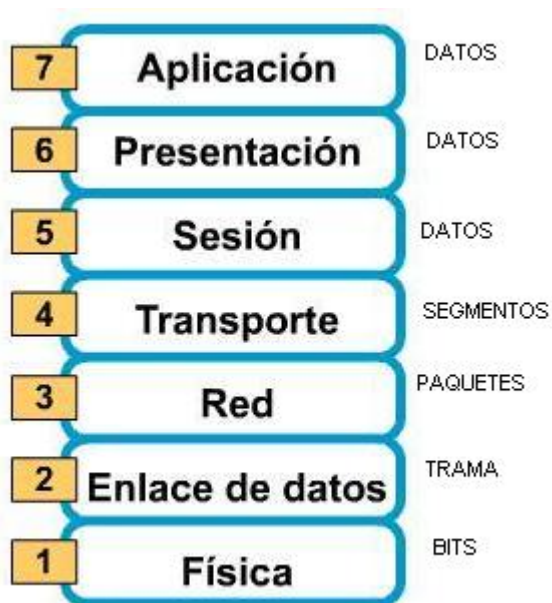 7 Aplicación DATOS
6 Presentación DATOS
5 Sesión DATOS
4 Transporte SEGMENTOS
3 Red PAQUETES
2 Enlace de datos TRAMA
1 Física BITS